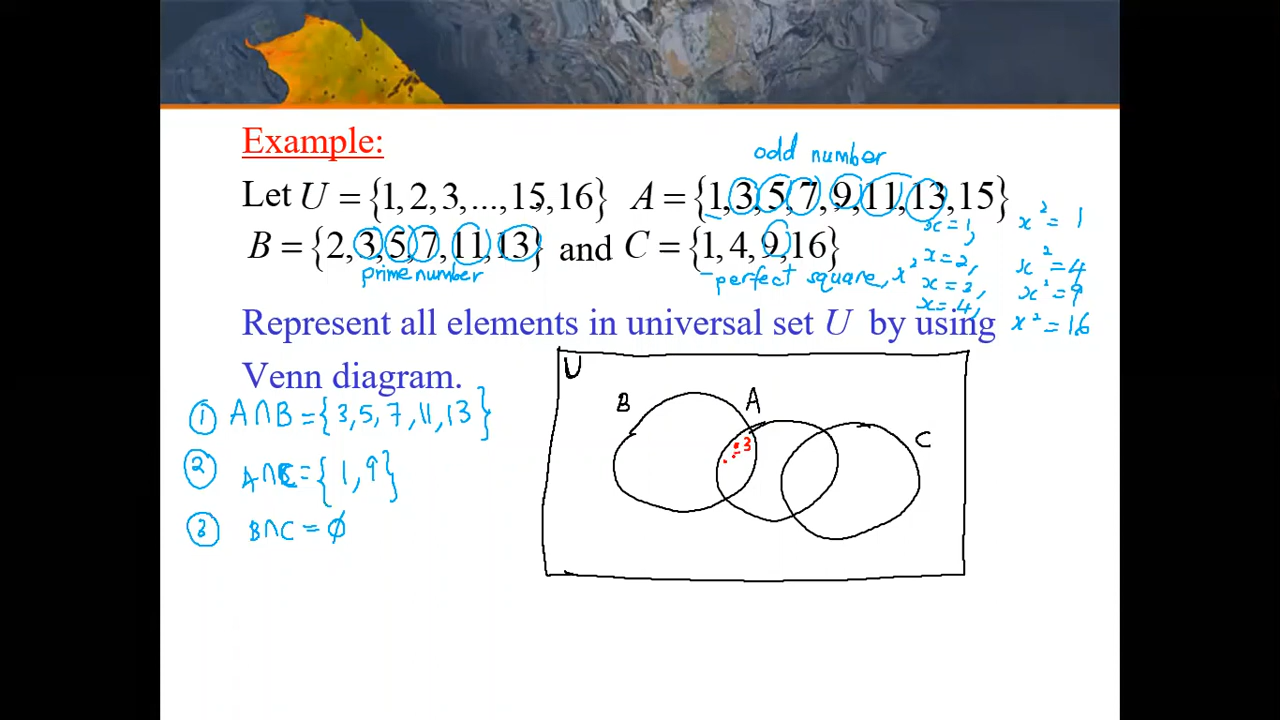 Example:
odd number
Let U = {1, 2, 3, ..., 15, 16} A = {1, 3, 5, 7, 9, 11, 13, 15}
x=1, x² = 1
B = {2, 3, 5, 7, 11, 13} and C = {1, 4, 9, 16}
x=2, x² = 4
prime number perfect square, x²
x=3, x² = 9
x=4, x² = 16
Represent all elements in universal set U by using
Venn diagram.
① A∩B = {3, 5, 7, 11, 13}
② A∩C = {1, 9}
③ B∩C = ∅
U
B A
C
3